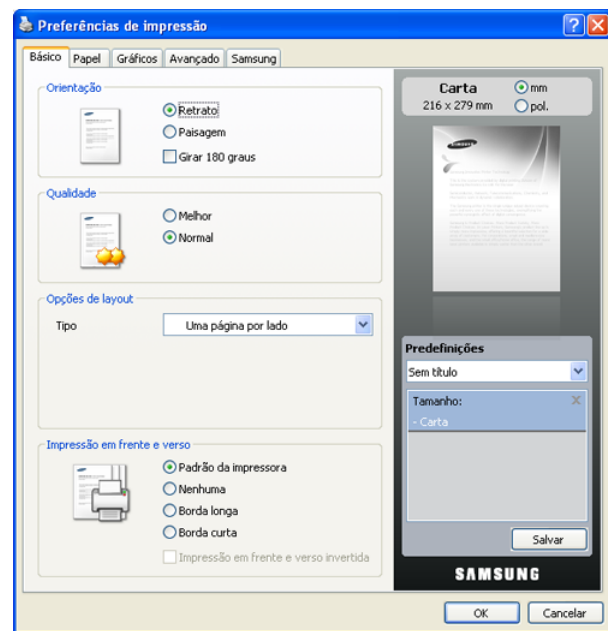 Preferências de impressão
Básico Papel Gráficos Avançado Samsung
Orientação
Retrato
Paisagem
Girar 180 graus
Qualidade
Melhor
Normal
Opções de layout
Tipo Uma página por lado
Impressão em frente e verso
Padrão da impressora
Nenhuma
Borda longa
Borda curta
Impressão em frente e verso invertida
Carta mm
216 x 279 mm pol.
SAMSUNG
Predefinições
Sem título
Tamanho:
- Carta
Salvar
SAMSUNG
OK Cancelar